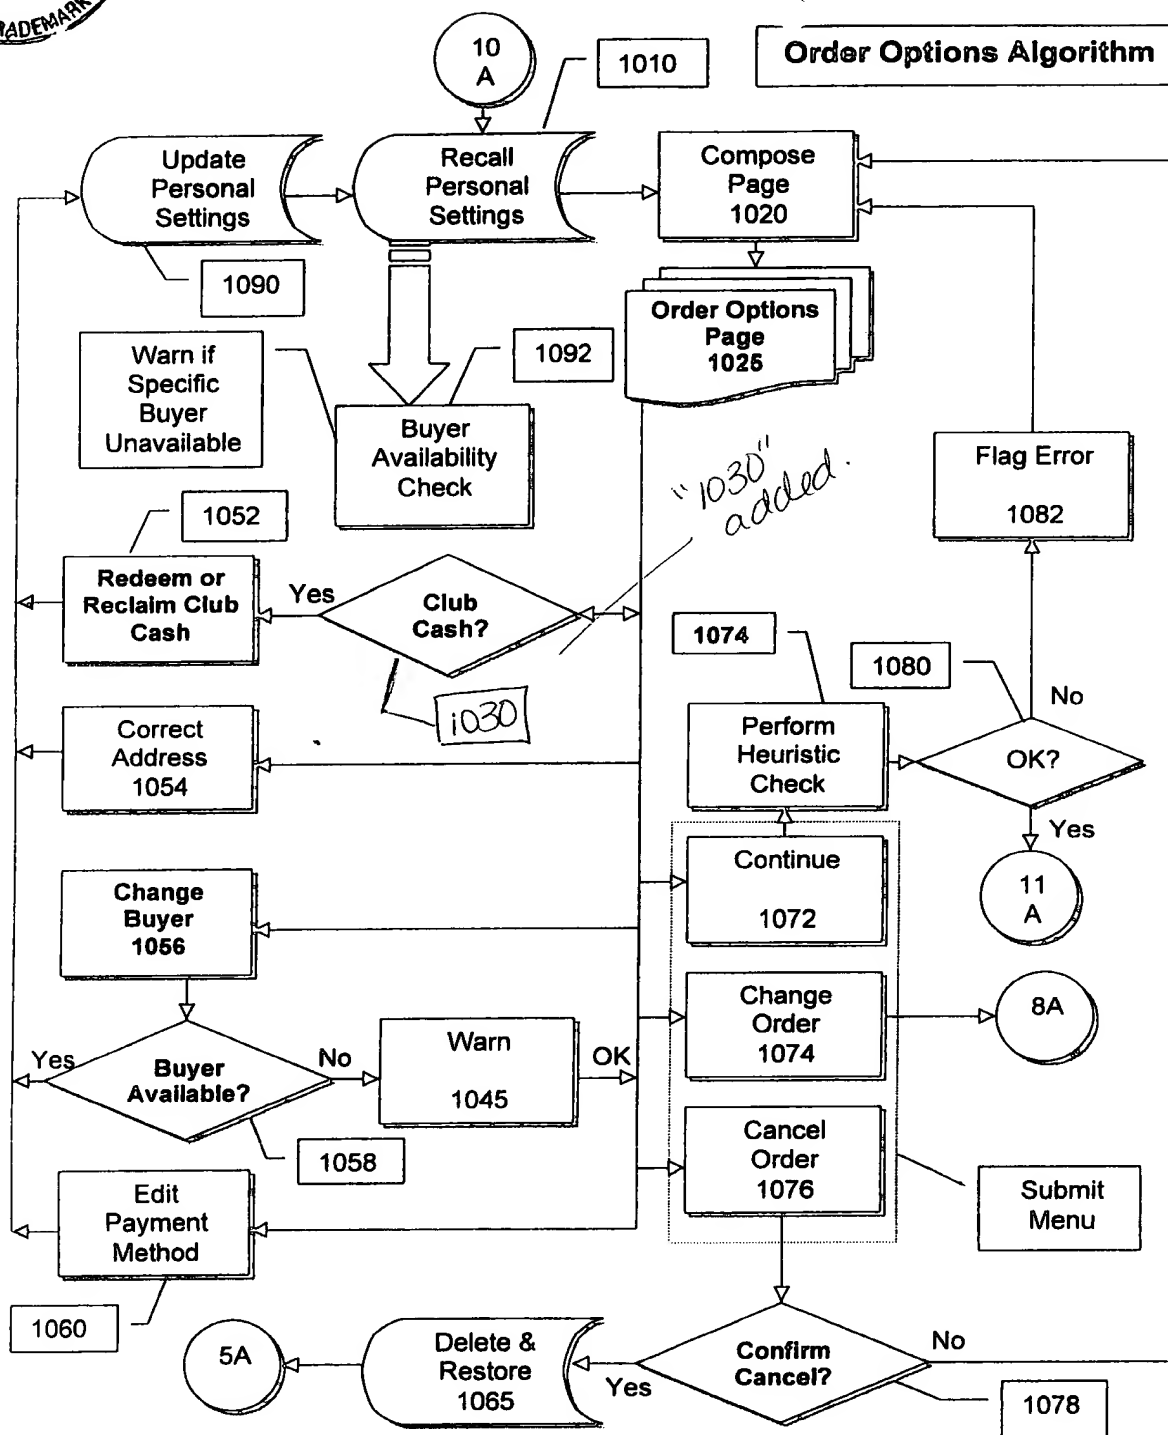 TRADEMARK
10
A
1010
Order Options Algorithm
Update
Personal
Settings
Recall
Personal
Settings
Compose
Page
1020
1090
Order Options
Page
1025
Warn if
Specific
Buyer
Unavailable
1092
Buyer
Availability
Check
"1030"
added.
Flag Error
1082
1052
Redeem or
Reclaim Club
Cash
Yes
Club
Cash?
1030
1074
1080
No
Correct
Address
1054
Perform
Heuristic
Check
OK?
Yes
Continue
1072
11
A
Change
Buyer
1056
Change
Order
1074
8A
Yes
Buyer
Available?
No
Warn
1045
OK
1058
Cancel
Order
1076
Submit
Menu
Edit
Payment
Method
1060
5A
Delete &
Restore
1065
Yes
Confirm
Cancel?
No
1078